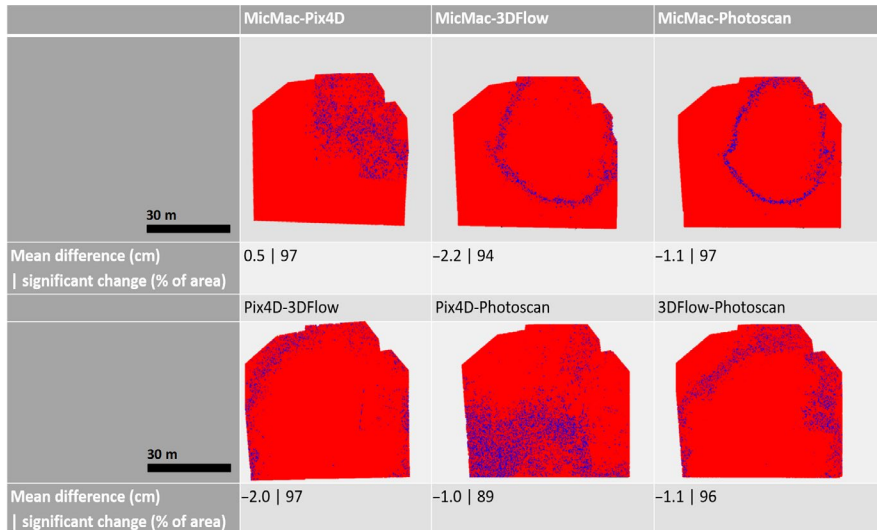 MicMac-Pix4D MicMac-3DFlow MicMac-Photoscan
30 m
Mean difference (cm) 0.5 | 97 −2.2 | 94 −1.1 | 97
| significant change (% of area)
Pix4D-3DFlow Pix4D-Photoscan 3DFlow-Photoscan
30 m
Mean difference (cm) −2.0 | 97 −1.0 | 89 −1.1 | 96
| significant change (% of area)